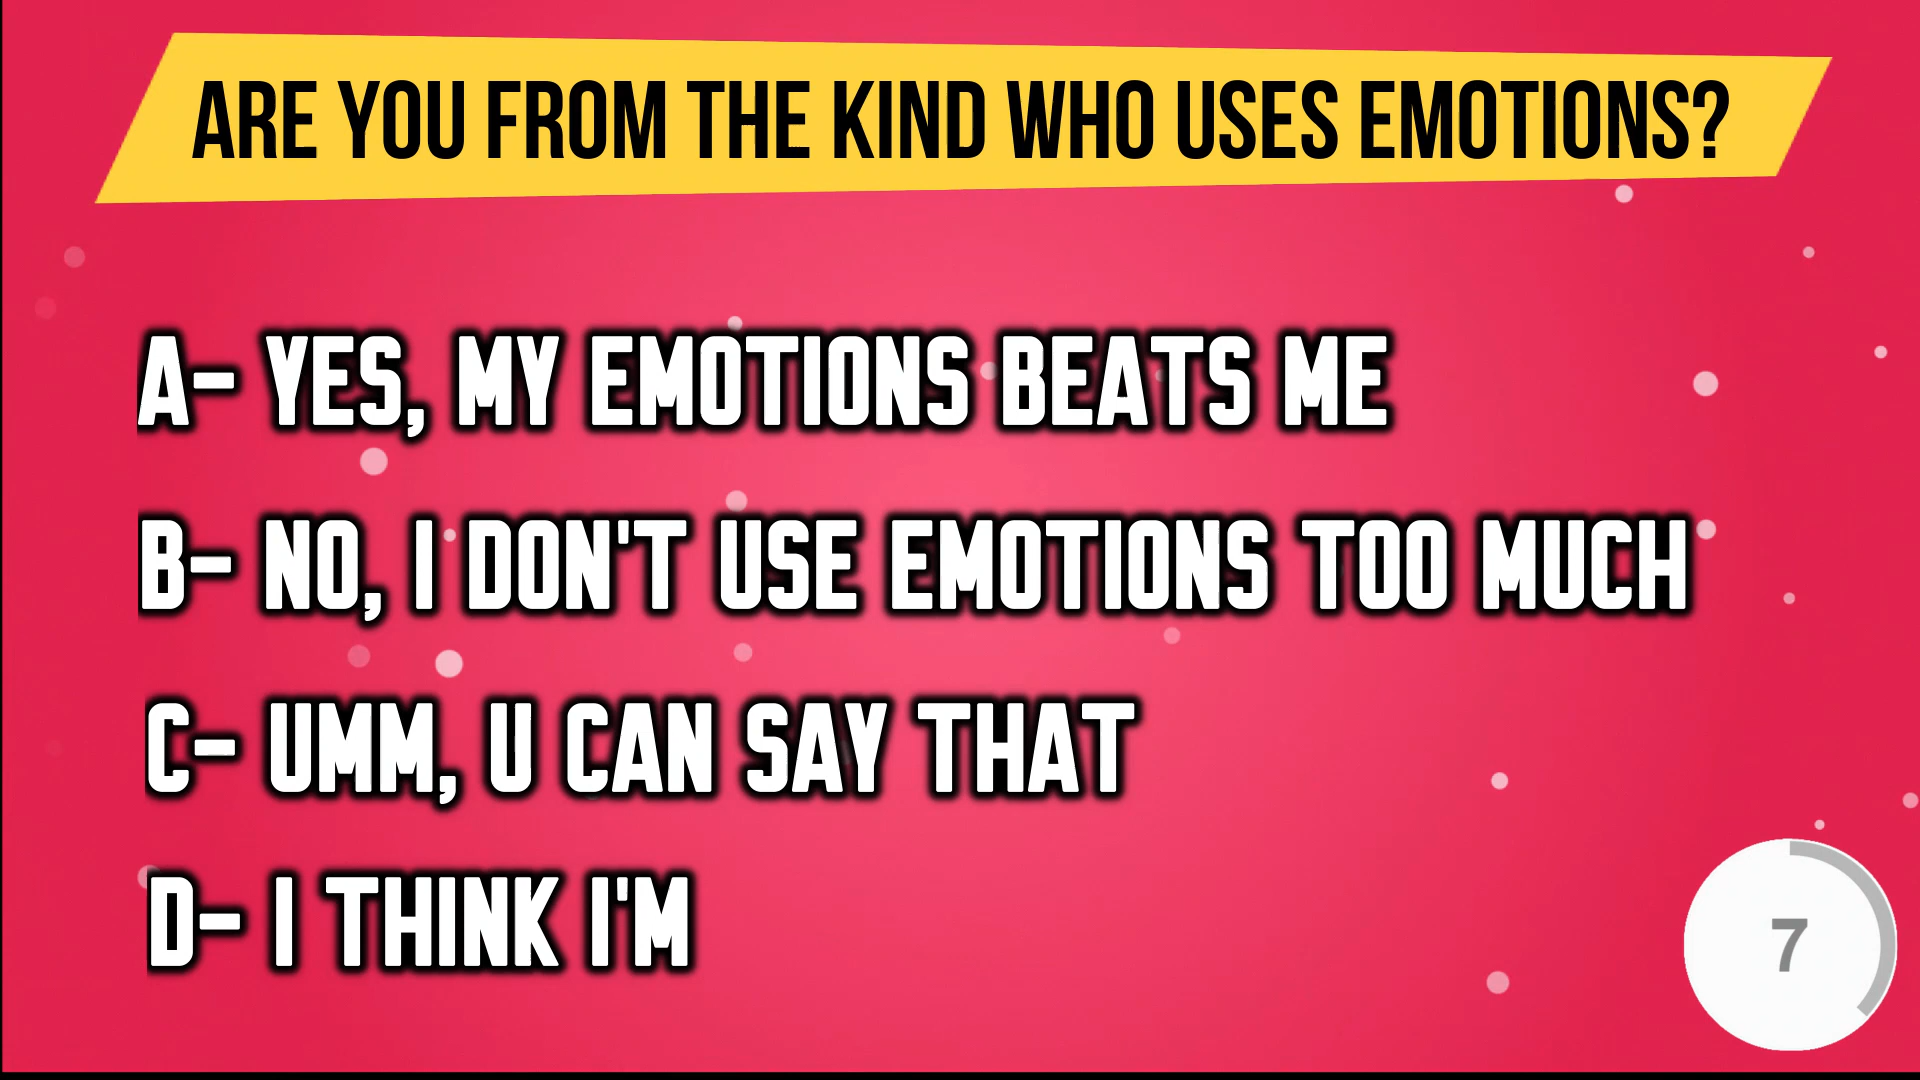 ARE YOU FROM THE KIND WHO USES EMOTIONS?
A- YES, MY EMOTIONS BEATS ME
B- NO, I DON'T USE EMOTIONS TOO MUCH
C- UMM, U CAN SAY THAT
D- I THINK I'M
7